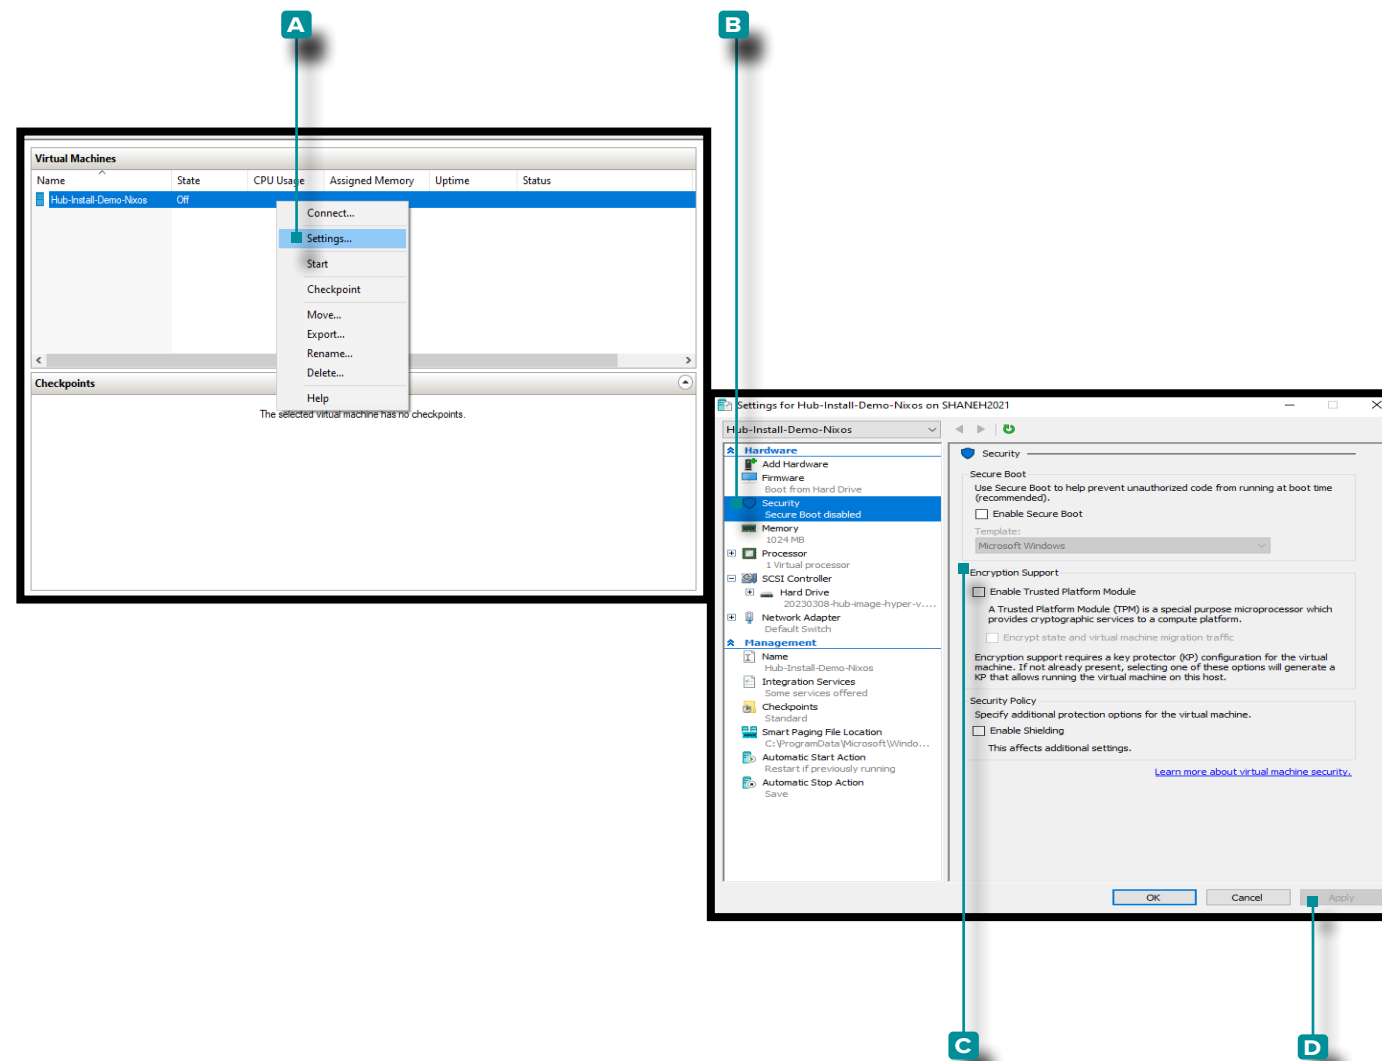 A
B
Virtual Machines
Name State CPU Usage Assigned Memory Uptime Status
Hub-Install-Demo-Nixos Off
Connect...
Settings...
Start
Checkpoint
Move...
Export...
Rename...
Delete...
Help
Checkpoints
The selected virtual machine has no checkpoints.
Settings for Hub-Install-Demo-Nixos on SHANEH2021
Hub-Install-Demo-Nixos
Hardware
Add Hardware
Firmware
Boot from Hard Drive
Security
Secure Boot disabled
Memory
1024 MB
Processor
1 Virtual processor
SCSI Controller
Hard Drive
20230308-hub-image-hyper-v....
Network Adapter
Default Switch
Management
Name
Hub-Install-Demo-Nixos
Integration Services
Some services offered
Checkpoints
Standard
Smart Paging File Location
C:\ProgramData\Microsoft\Windo...
Automatic Start Action
Restart if previously running
Automatic Stop Action
Save
Security
Secure Boot
Use Secure Boot to help prevent unauthorized code from running at boot time
(recommended).
Enable Secure Boot
Template:
Microsoft Windows
Encryption Support
Enable Trusted Platform Module
A Trusted Platform Module (TPM) is a special purpose microprocessor which
provides cryptographic services to a compute platform.
Encrypt state and virtual machine migration traffic
Encryption support requires a key protector (KP) configuration for the virtual
machine. If not already present, selecting one of these options will generate a
KP that allows running the virtual machine on this host.
Security Policy
Specify additional protection options for the virtual machine.
Enable Shielding
This affects additional settings.
Learn more about virtual machine security.
OK Cancel Apply
C
D